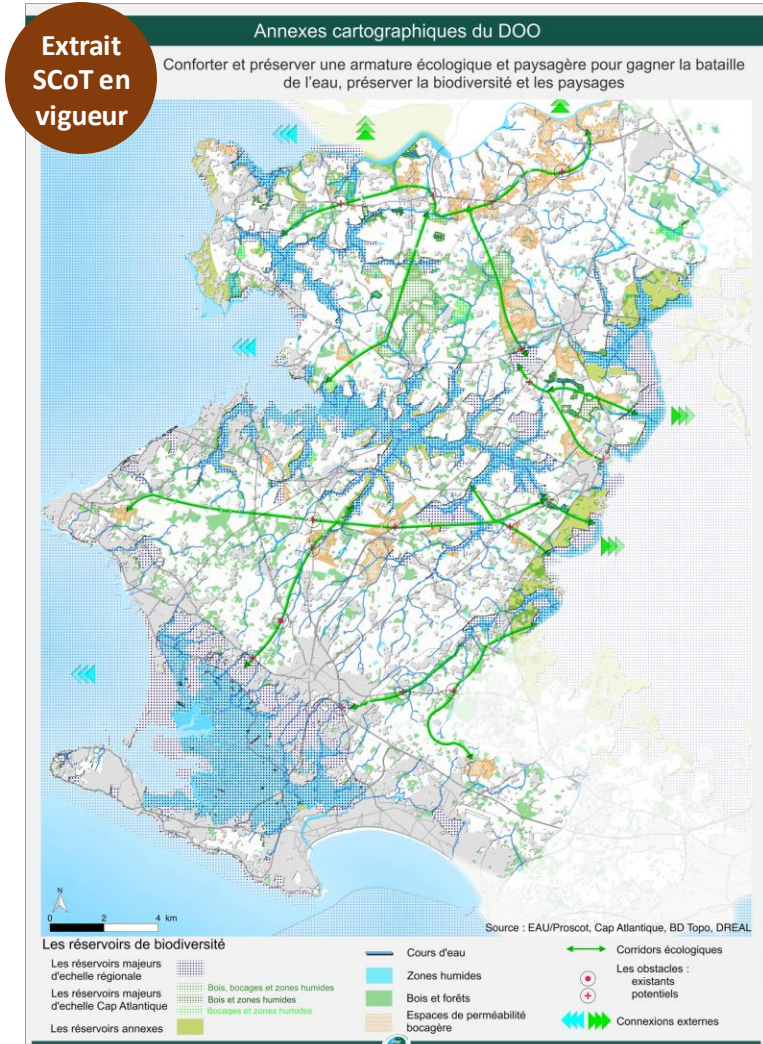 Extrait
SCoT en
vigueur
Annexes cartographiques du DOO
Conforter et préserver une armature écologique et paysagère pour gagner la bataille
de l'eau, préserver la biodiversité et les paysages
N
0 2 4 km
Source : EAU/Proscot, Cap Atlantique, BD Topo, DREAL
Les réservoirs de biodiversité
Les réservoirs majeurs
d'echelle régionale
Les réservoirs majeurs
d'echelle Cap Atlantique
Bois, bocages et zones humides
Bois et zones humides
Bocages et zones humides
Les réservoirs annexes
Cours d'eau
Zones humides
Bois et forêts
Espaces de perméabilité
bocagère
Corridors écologiques
Les obstacles :
existants
potentiels
Connexions externes